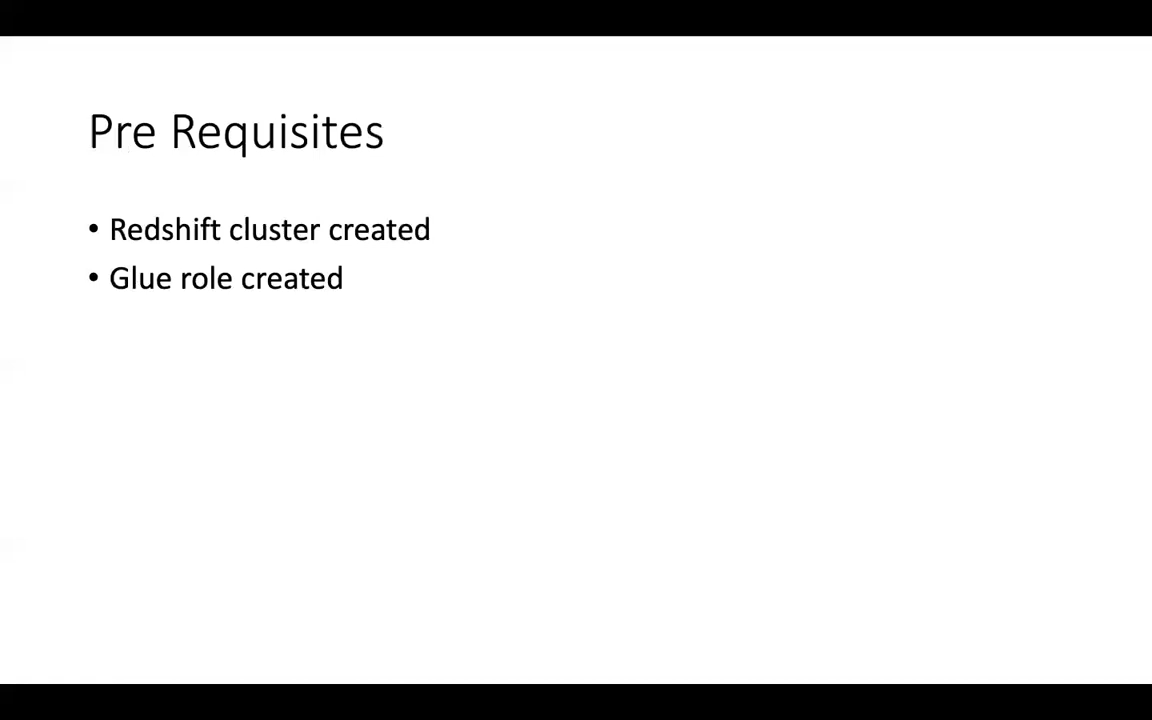 Pre Requisites
• Redshift cluster created
• Glue role created